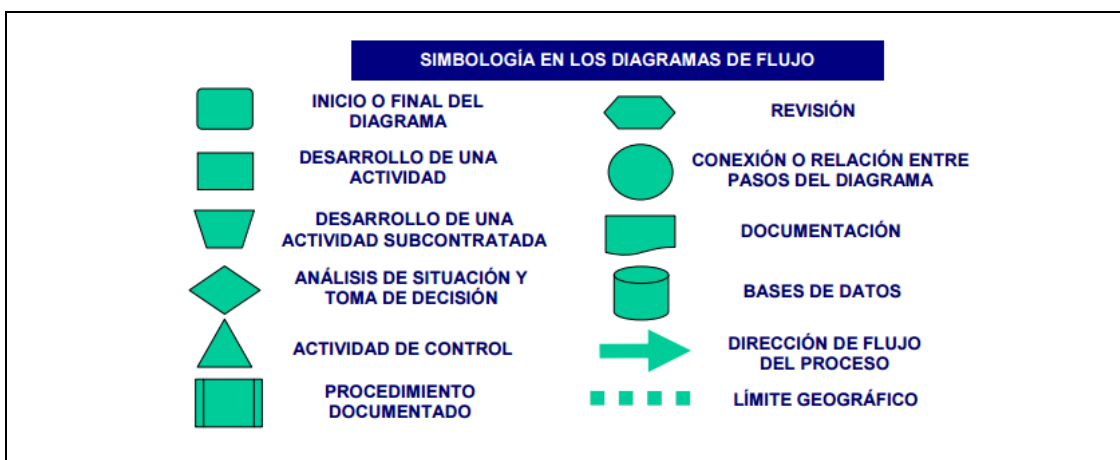 SIMBOLOGÍA EN LOS DIAGRAMAS DE FLUJO
INICIO O FINAL DEL
DIAGRAMA
DESARROLLO DE UNA
ACTIVIDAD
DESARROLLO DE UNA
ACTIVIDAD SUBCONTRATADA
ANÁLISIS DE SITUACIÓN Y
TOMA DE DECISIÓN
ACTIVIDAD DE CONTROL
PROCEDIMIENTO
DOCUMENTADO
REVISIÓN
CONEXIÓN O RELACIÓN ENTRE
PASOS DEL DIAGRAMA
DOCUMENTACIÓN
BASES DE DATOS
DIRECCIÓN DE FLUJO
DEL PROCESO
LÍMITE GEOGRÁFICO